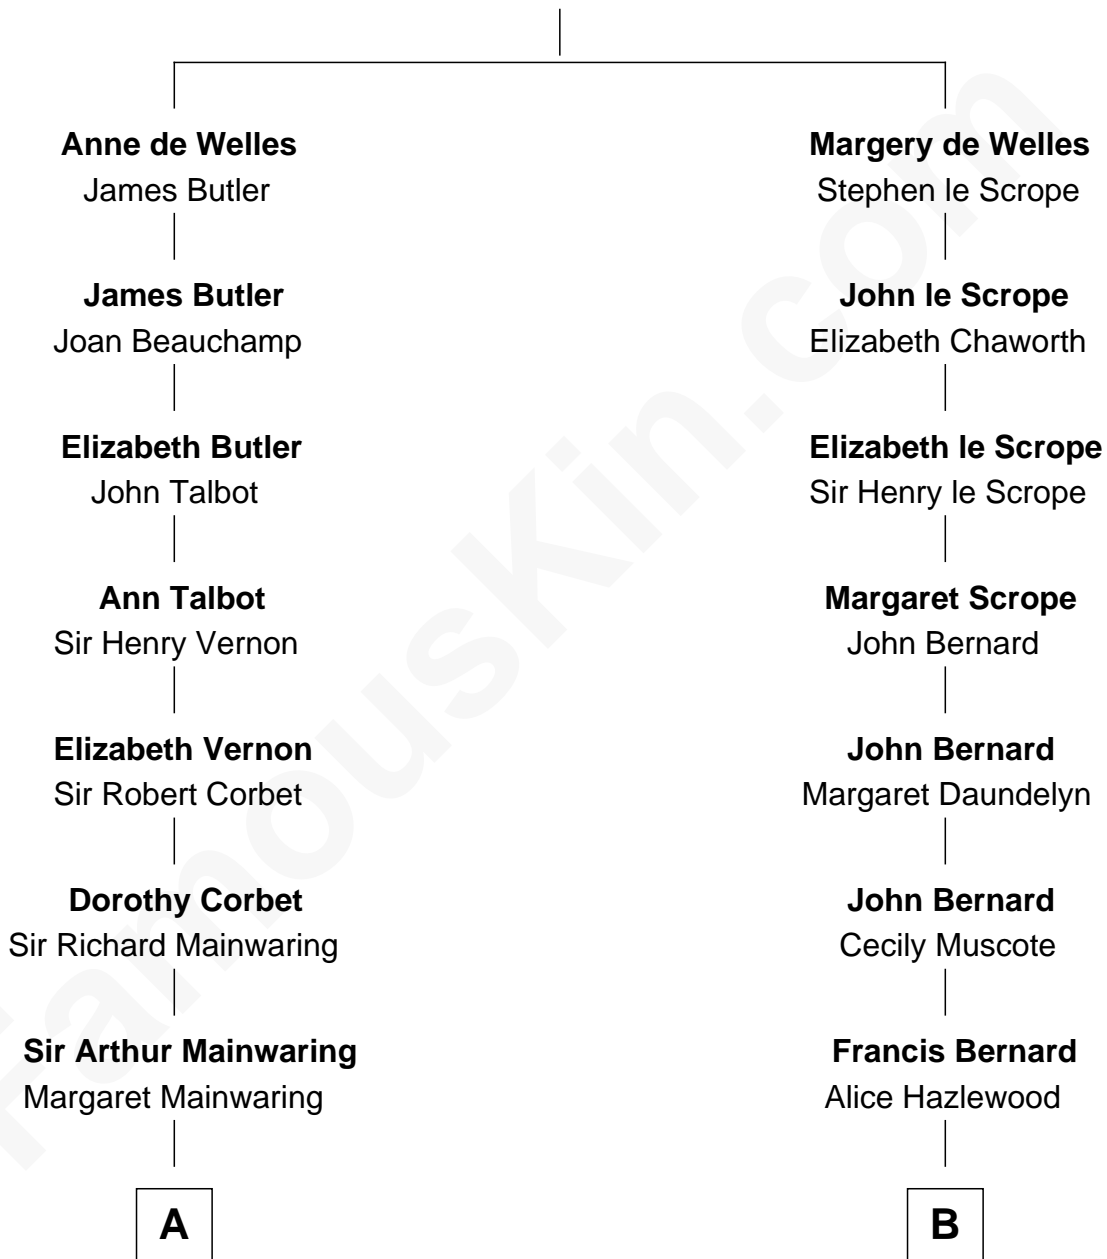 Anne de Welles
James Butler
James Butler
Joan Beauchamp
Elizabeth Butler
John Talbot
Ann Talbot
Sir Henry Vernon
Elizabeth Vernon
Sir Robert Corbet
Dorothy Corbet
Sir Richard Mainwaring
Sir Arthur Mainwaring
Margaret Mainwaring
A
Margery de Welles
Stephen le Scrope
John le Scrope
Elizabeth Chaworth
Elizabeth le Scrope
Sir Henry le Scrope
Margaret Scrope
John Bernard
John Bernard
Margaret Daundelyn
John Bernard
Cecily Muscote
Francis Bernard
Alice Hazlewood
B
FamousKin.com